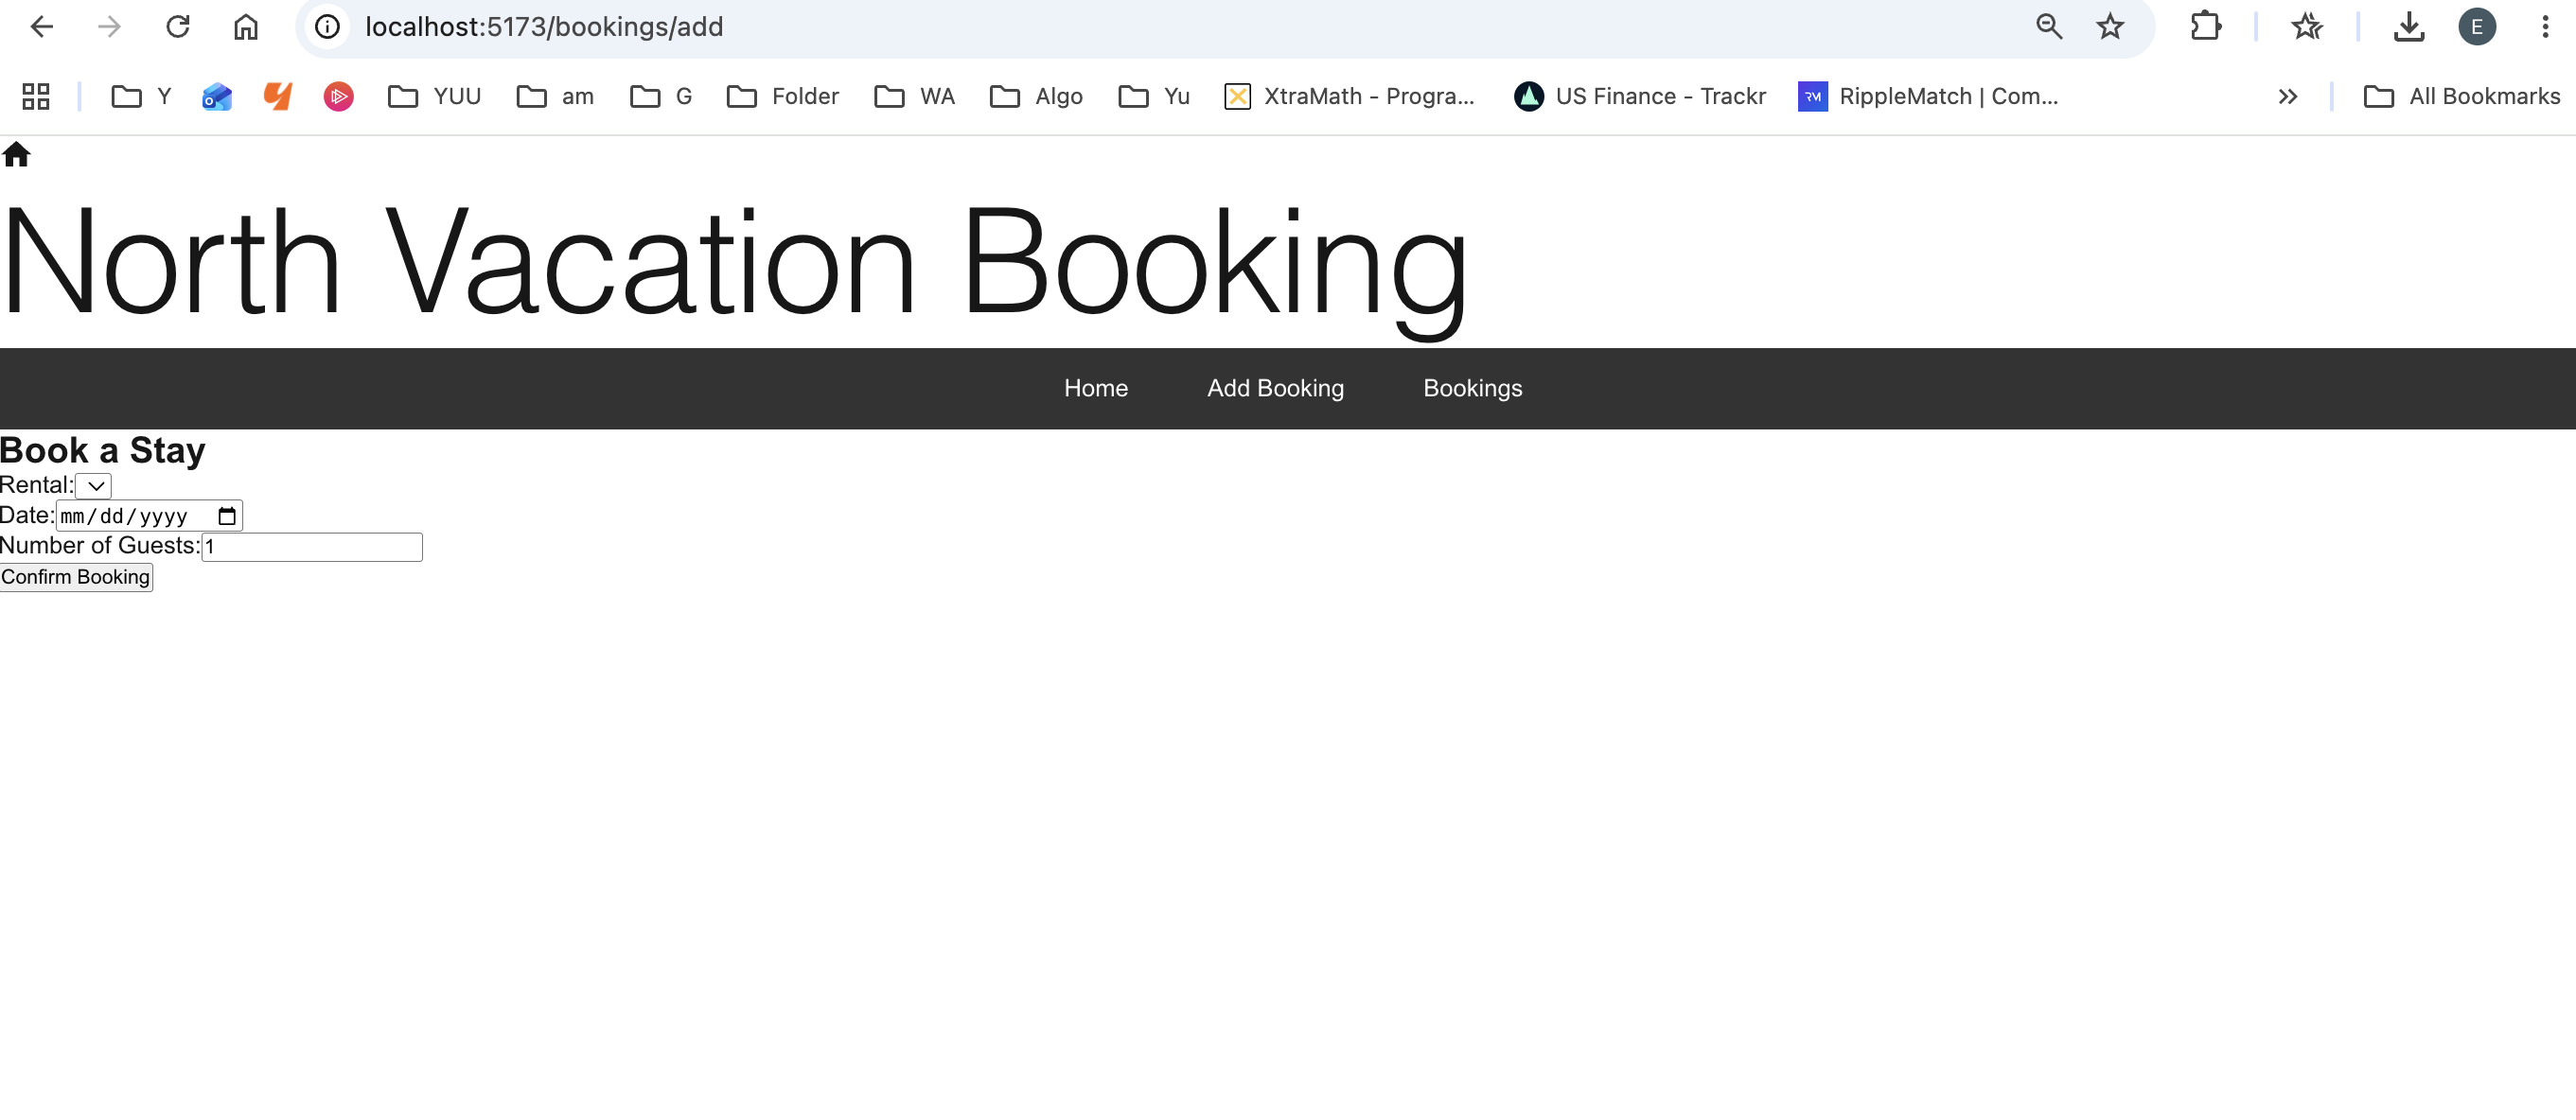 localhost:5173/bookings/add
E
Y YUU am G Folder WA Algo Yu XtraMath - Progra... US Finance - Trackr RM RippleMatch | Com... All Bookmarks
North Vacation Booking
Home Add Booking Bookings
Book a Stay
Rental:
Date: mm/dd/yyyy
Number of Guests: 1
Confirm Booking